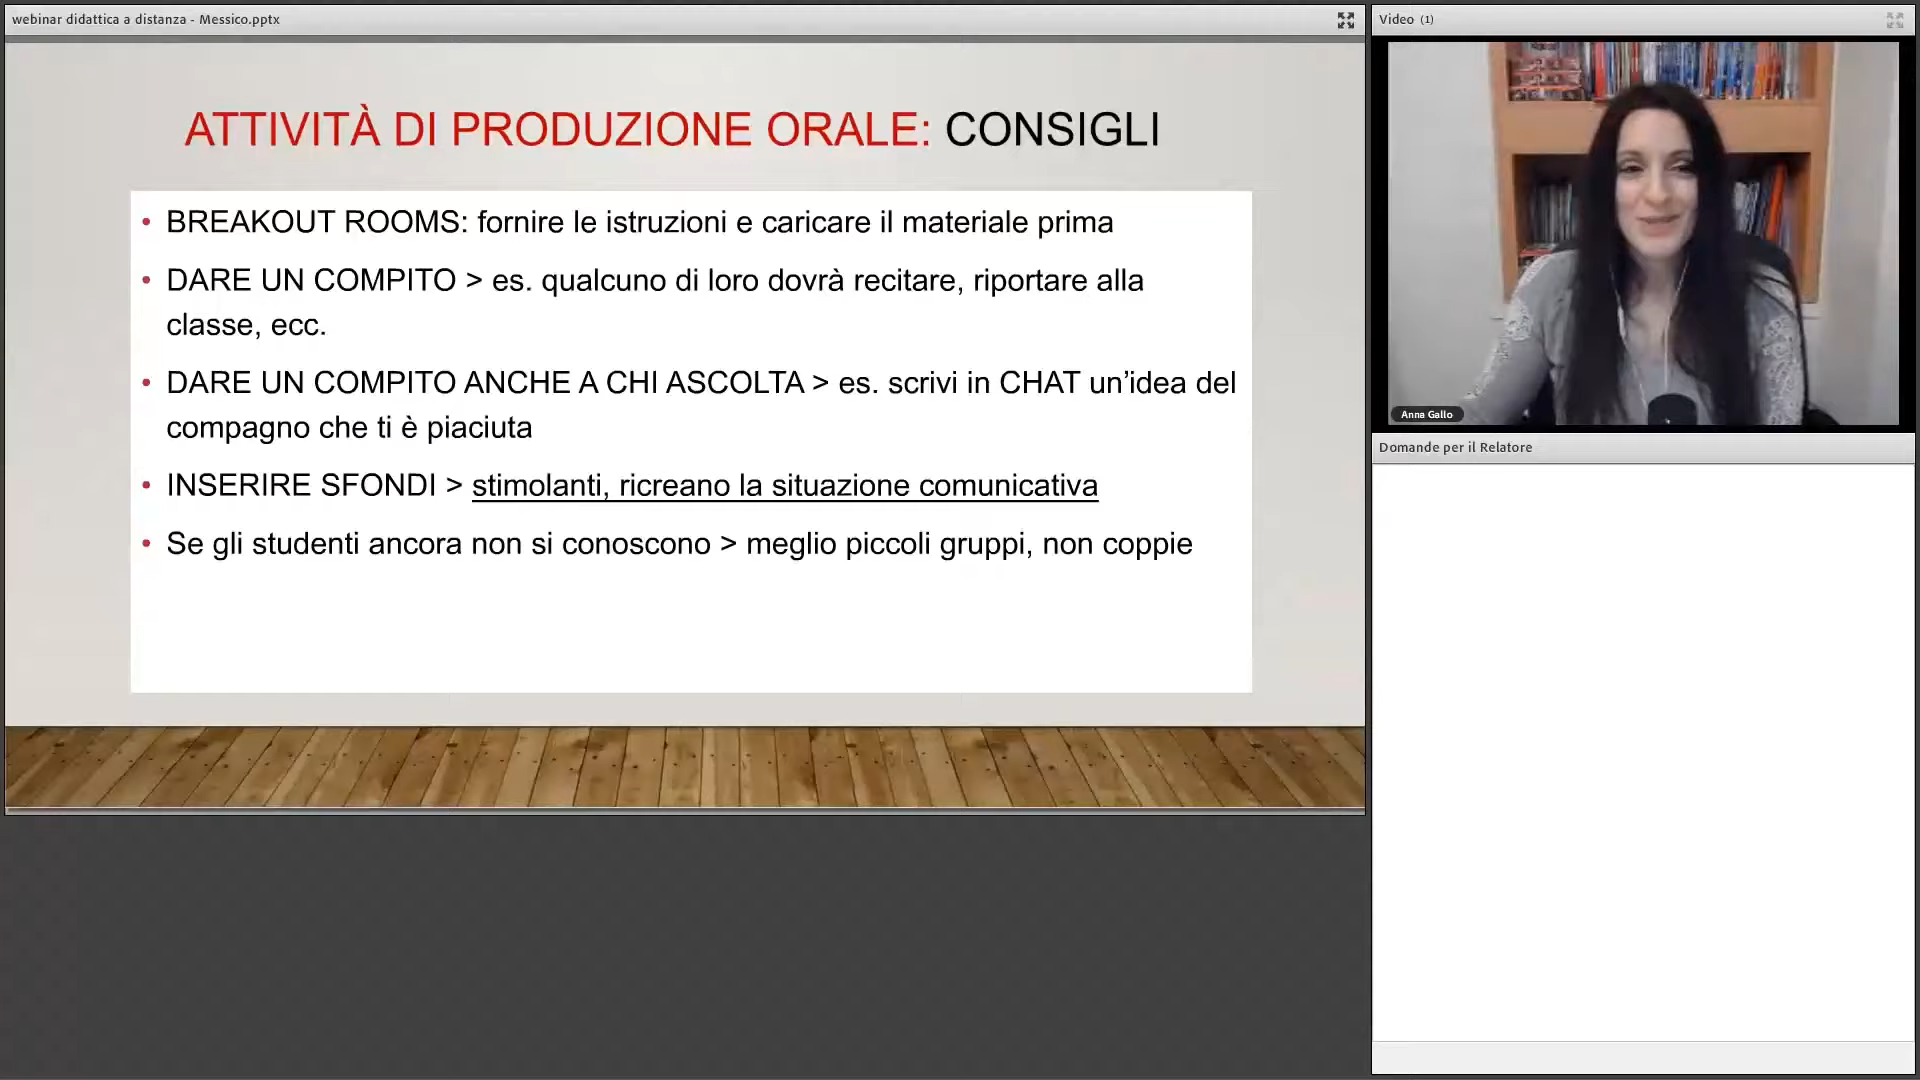 webinar didattica a distanza - Messico.pptx
ATTIVITÀ DI PRODUZIONE ORALE: CONSIGLI
• BREAKOUT ROOMS: fornire le istruzioni e caricare il materiale prima
• DARE UN COMPITO > es. qualcuno di loro dovrà recitare, riportare alla
classe, ecc.
• DARE UN COMPITO ANCHE A CHI ASCOLTA > es. scrivi in CHAT un’idea del
compagno che ti è piaciuta
• INSERIRE SFONDI > stimolanti, ricreano la situazione comunicativa
• Se gli studenti ancora non si conoscono > meglio piccoli gruppi, non coppie
Video (1)
Anna Gallo
Domande per il Relatore